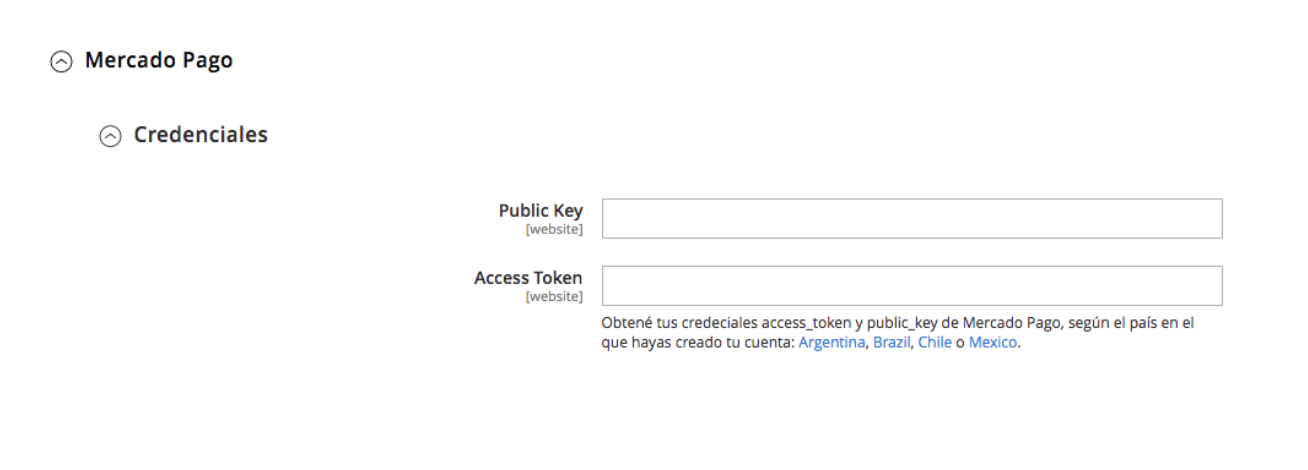 Mercado Pago
Credenciales
Public Key
[website]
Access Token
[website]
Obtené tus credeciales access_token y public_key de Mercado Pago, según el país en el
que hayas creado tu cuenta: Argentina, Brazil, Chile o Mexico.